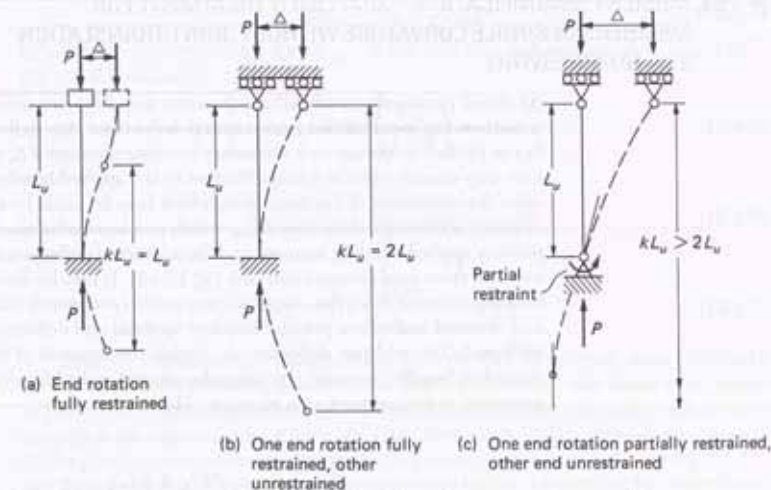 P
Δ
L_u
kL_u = L_u
P
(a) End rotation
fully restrained
P
Δ
L_u
kL_u = 2L_u
P
(b) One end rotation fully
restrained, other
unrestrained
P
Δ
L_u
kL_u > 2L_u
Partial
restraint
P
(c) One end rotation partially restrained,
other end unrestrained